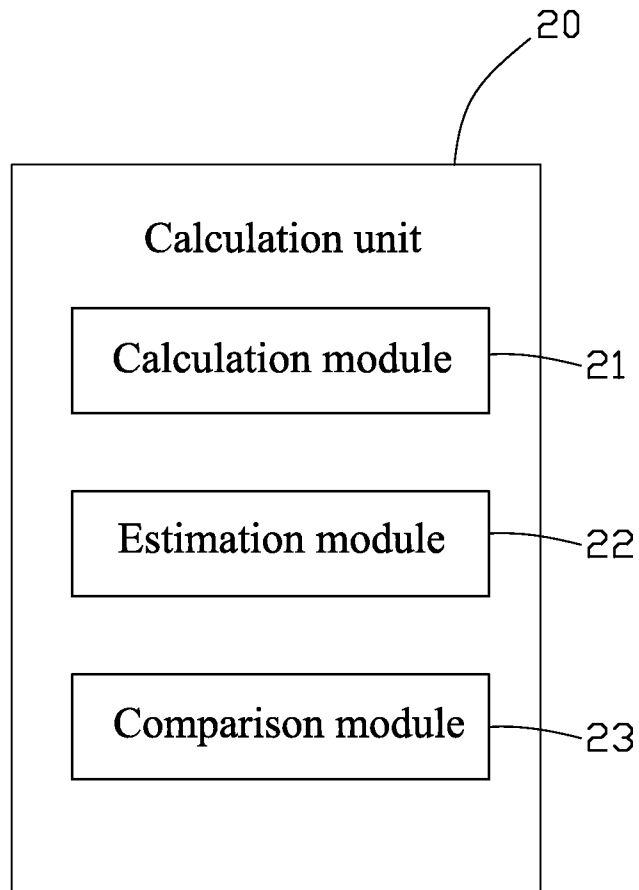 20
Calculation unit
Calculation module
21
Estimation module
22
Comparison module
23